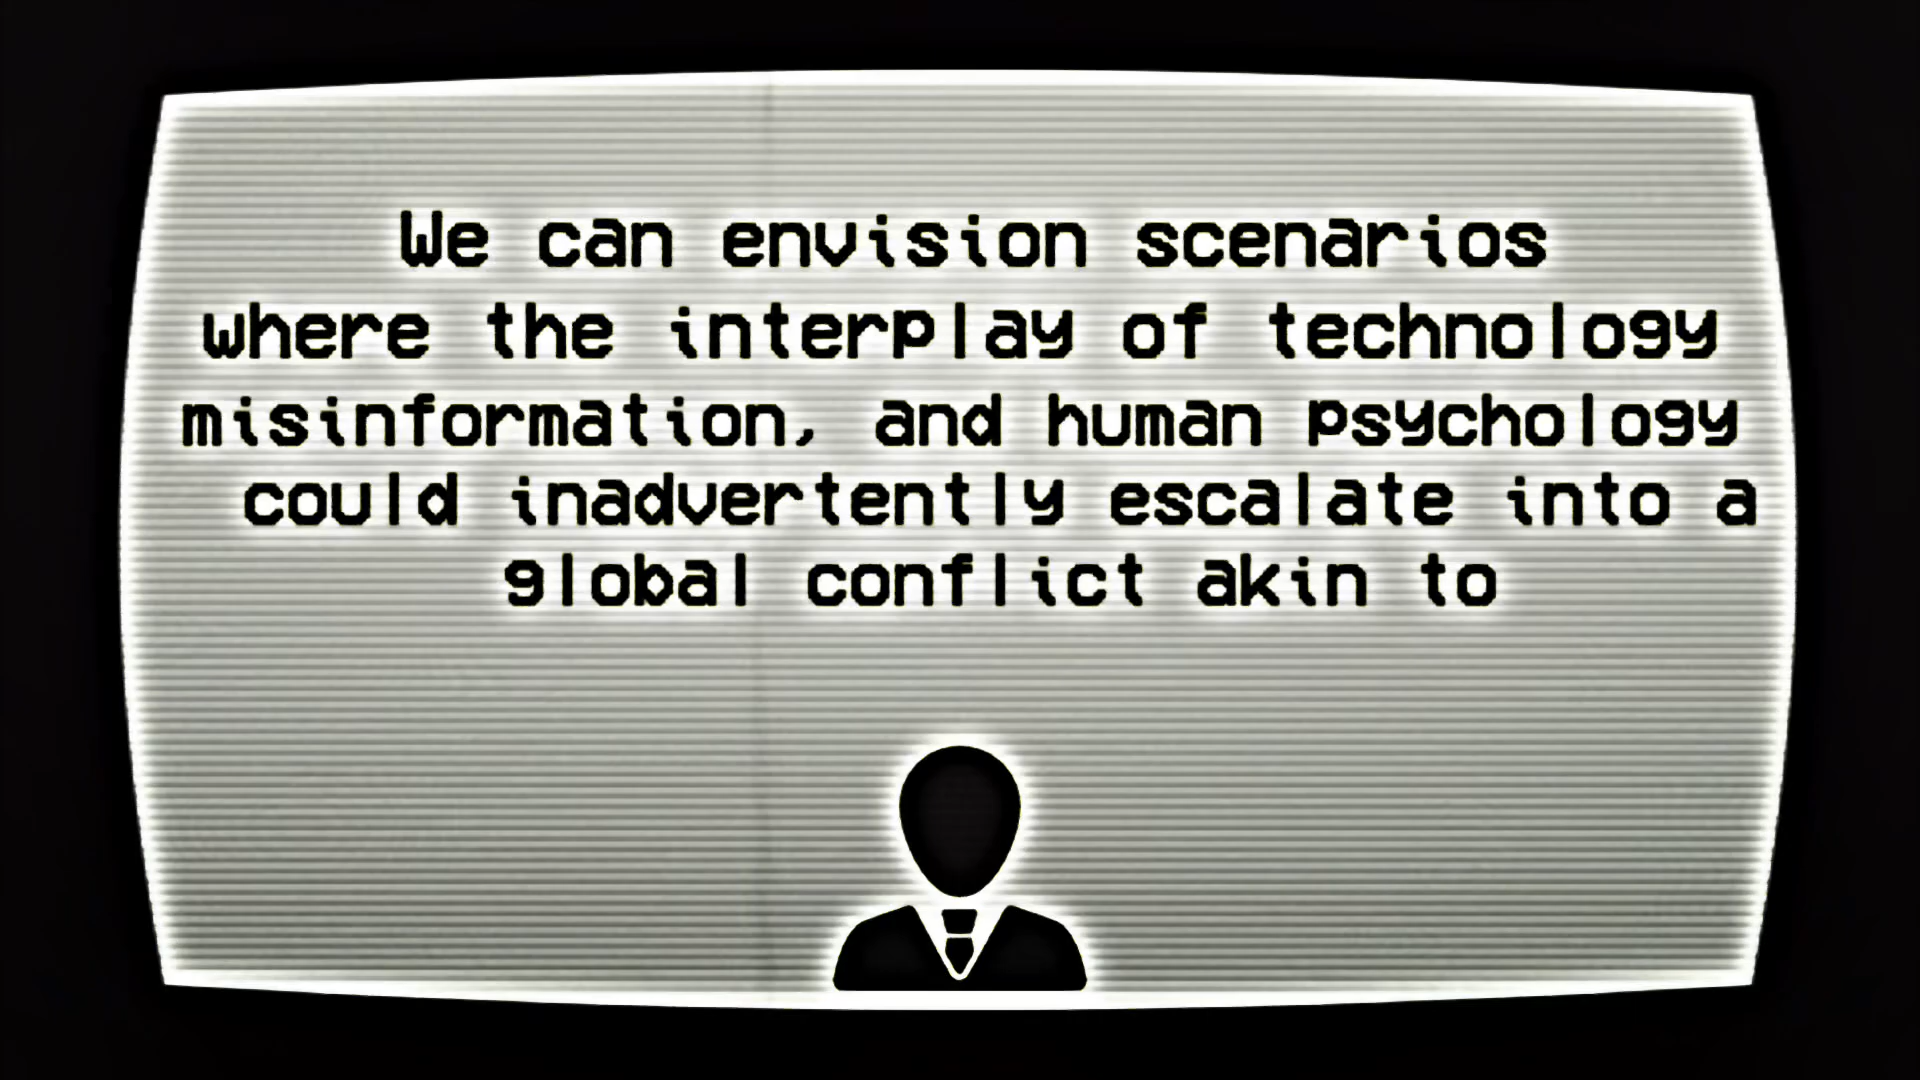 We can envision scenarios
where the interplay of technology
misinformation, and human psychology
could inadvertently escalate into a
global conflict akin to